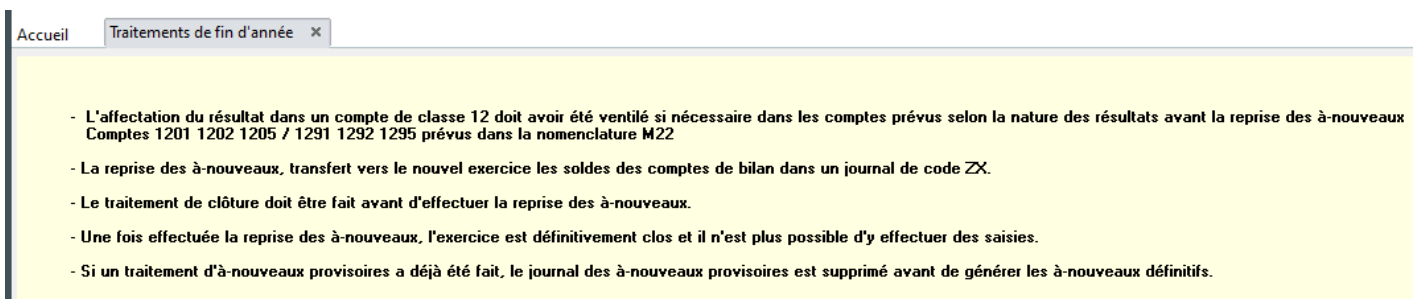 Accueil
Traitements de fin d'année ×
- L'affectation du résultat dans un compte de classe 12 doit avoir été ventilé si nécessaire dans les comptes prévus selon la nature des résultats avant la reprise des à-nouveaux
Comptes 1201 1202 1205 / 1291 1292 1295 prévus dans la nomenclature M22
- La reprise des à-nouveaux, transfert vers le nouvel exercice les soldes des comptes de bilan dans un journal de code ZX.
- Le traitement de clôture doit être fait avant d'effectuer la reprise des à-nouveaux.
- Une fois effectuée la reprise des à-nouveaux, l'exercice est définitivement clos et il n'est plus possible d'y effectuer des saisies.
- Si un traitement d'à-nouveaux provisoires a déjà été fait, le journal des à-nouveaux provisoires est supprimé avant de générer les à-nouveaux définitifs.